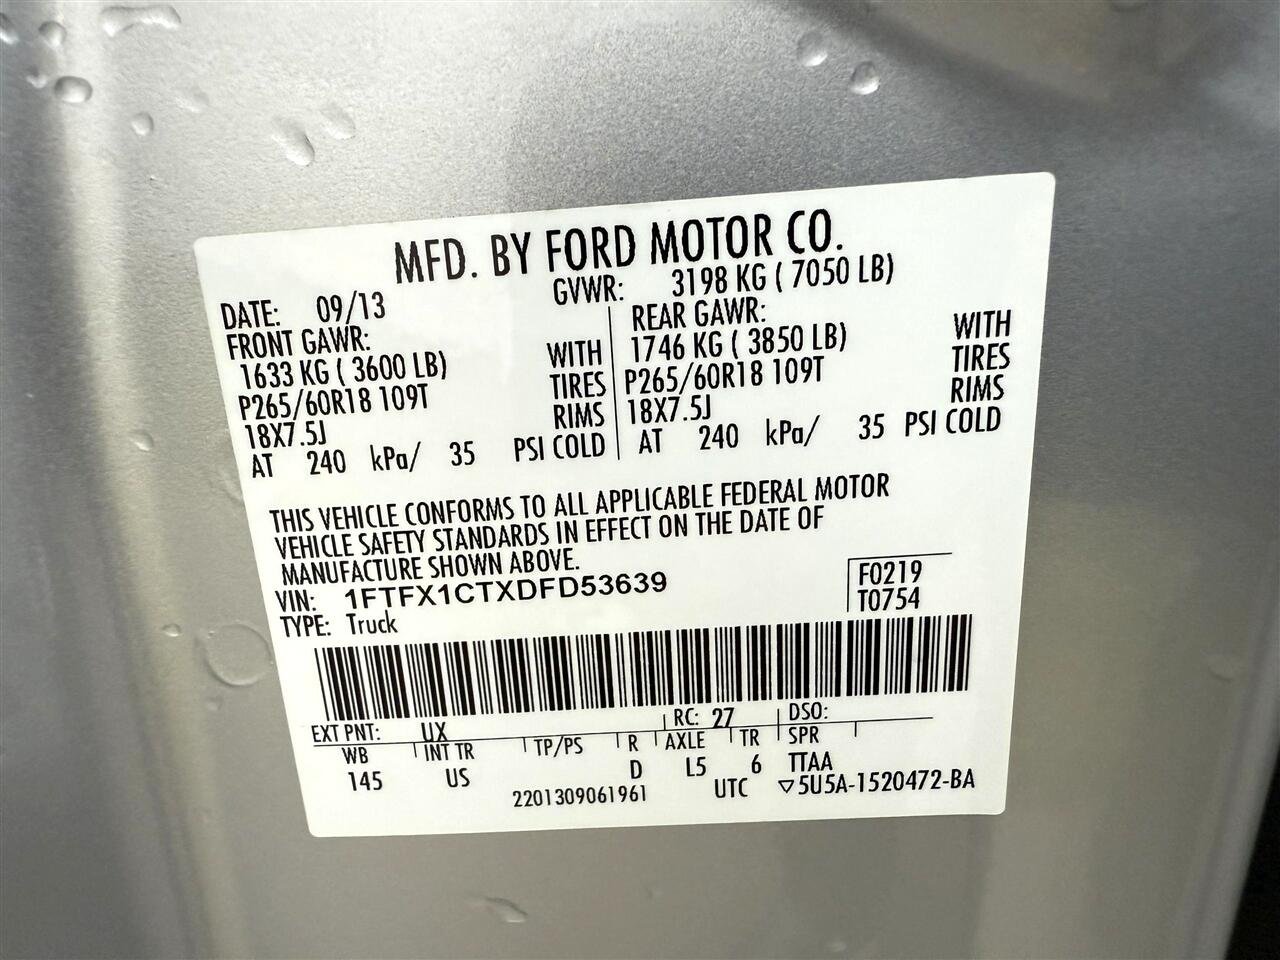 MFD. BY FORD MOTOR CO.
DATE: 09/13 GVWR: 3198 KG ( 7050 LB)
FRONT GAWR: REAR GAWR:
1633 KG ( 3600 LB) WITH 1746 KG ( 3850 LB) WITH
P265/60R18 109T TIRES P265/60R18 109T TIRES
18X7.5J RIMS 18X7.5J RIMS
AT 240 kPa/ 35 PSI COLD AT 240 kPa/ 35 PSI COLD
THIS VEHICLE CONFORMS TO ALL APPLICABLE FEDERAL MOTOR
VEHICLE SAFETY STANDARDS IN EFFECT ON THE DATE OF
MANUFACTURE SHOWN ABOVE.
VIN: 1FTFX1CTXDFD53639 F0219
TYPE: Truck T0754
EXT PNT: UX RC: 27 DSO:
WB INT TR TP/PS R AXLE TR SPR
145 US D L5 6 TTAA
2201309061961 UTC ▽5U5A-1520472-BA